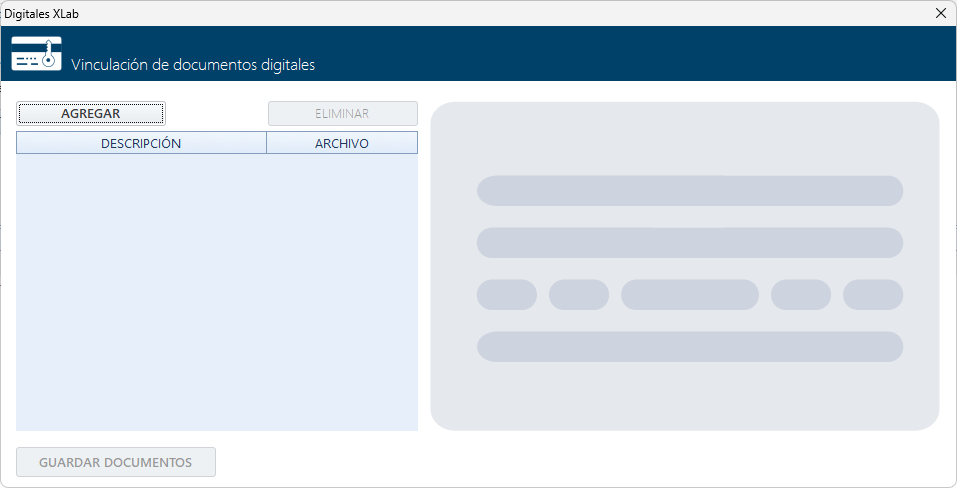 Digitales XLab
Vinculación de documentos digitales
AGREGAR
ELIMINAR
DESCRIPCIÓN
ARCHIVO
GUARDAR DOCUMENTOS